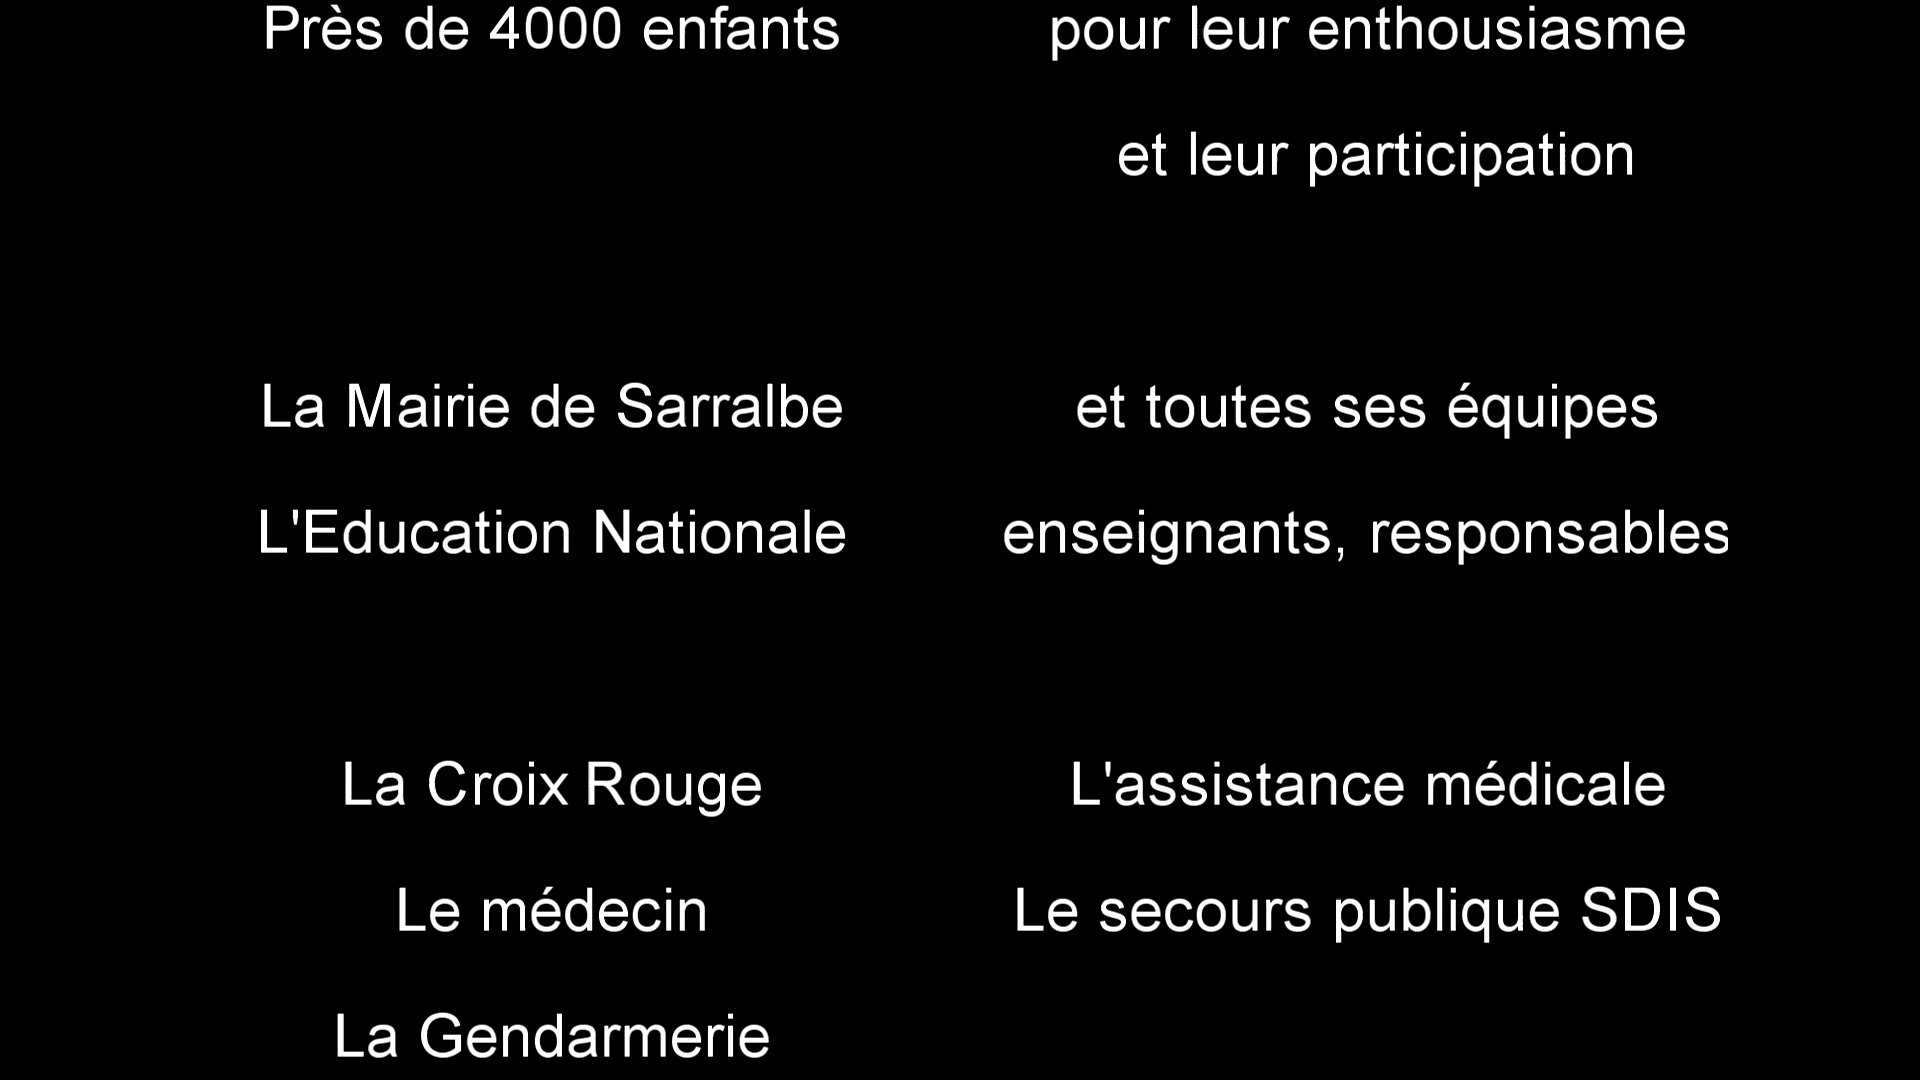 Près de 4000 enfants pour leur enthousiasme
et leur participation
La Mairie de Sarralbe et toutes ses équipes
L'Education Nationale enseignants, responsables
La Croix Rouge L'assistance médicale
Le médecin Le secours publique SDIS
La Gendarmerie